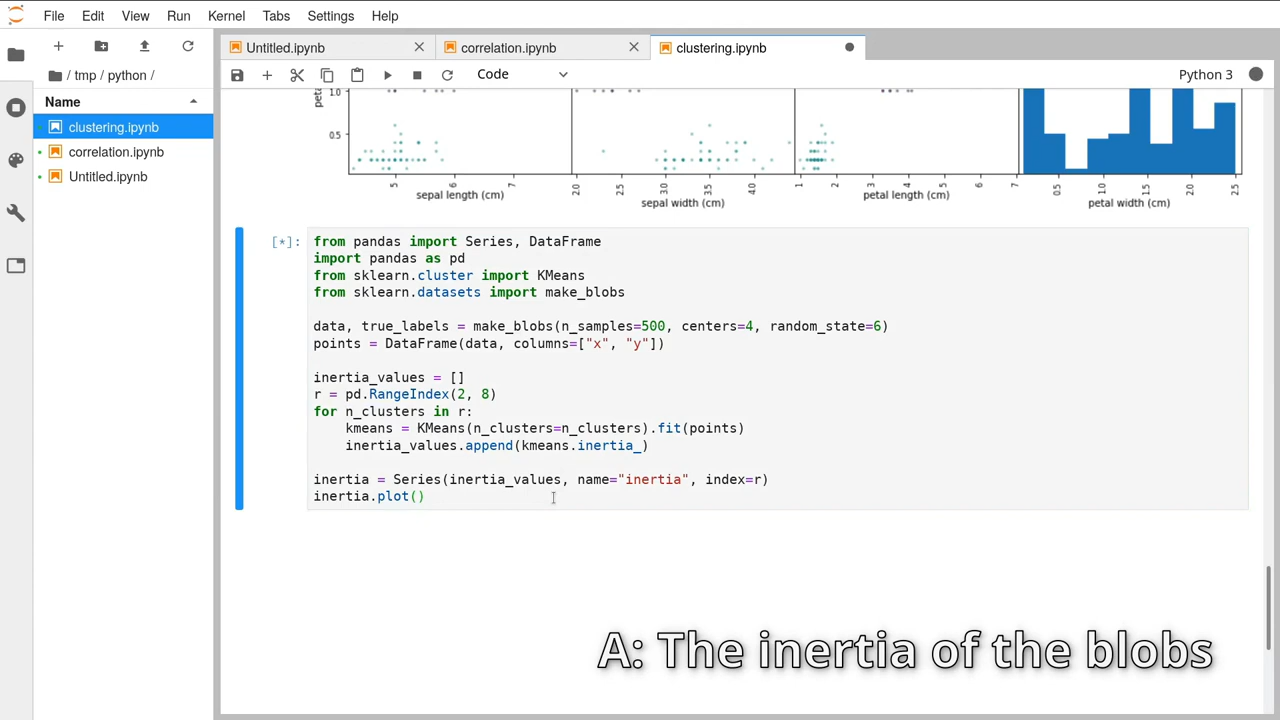 File Edit View Run Kernel Tabs Settings Help
Untitled.ipynb correlation.ipynb clustering.ipynb
/ tmp / python /
Code Python 3
Name
clustering.ipynb
correlation.ipynb
Untitled.ipynb
1.0
0.5
5 6 7 2.0 2.5 3.0 3.5 4.0 1 2 3 4 5 6 7 0.5 1.0 1.5 2.0 2.5
sepal length (cm) sepal width (cm) petal length (cm) petal width (cm)
[*]:
from pandas import Series, DataFrame
import pandas as pd
from sklearn.cluster import KMeans
from sklearn.datasets import make_blobs
data, true_labels = make_blobs(n_samples=500, centers=4, random_state=6)
points = DataFrame(data, columns=["x", "y"])
inertia_values = []
r = pd.RangeIndex(2, 8)
for n_clusters in r:
    kmeans = KMeans(n_clusters=n_clusters).fit(points)
    inertia_values.append(kmeans.inertia_)
inertia = Series(inertia_values, name="inertia", index=r)
inertia.plot()
A: The inertia of the blobs